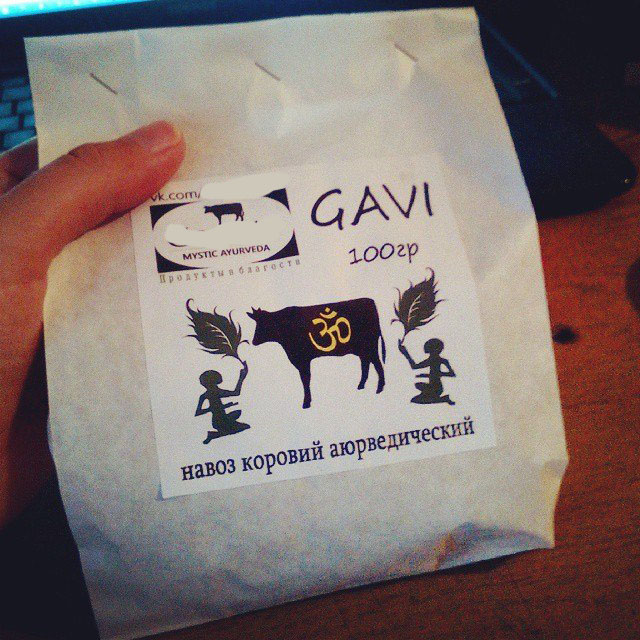 vk.com/
GAVI
MYSTIC AYURVEDA
100гр
Продукты в благости
ॐ
навоз коровий аюрведический